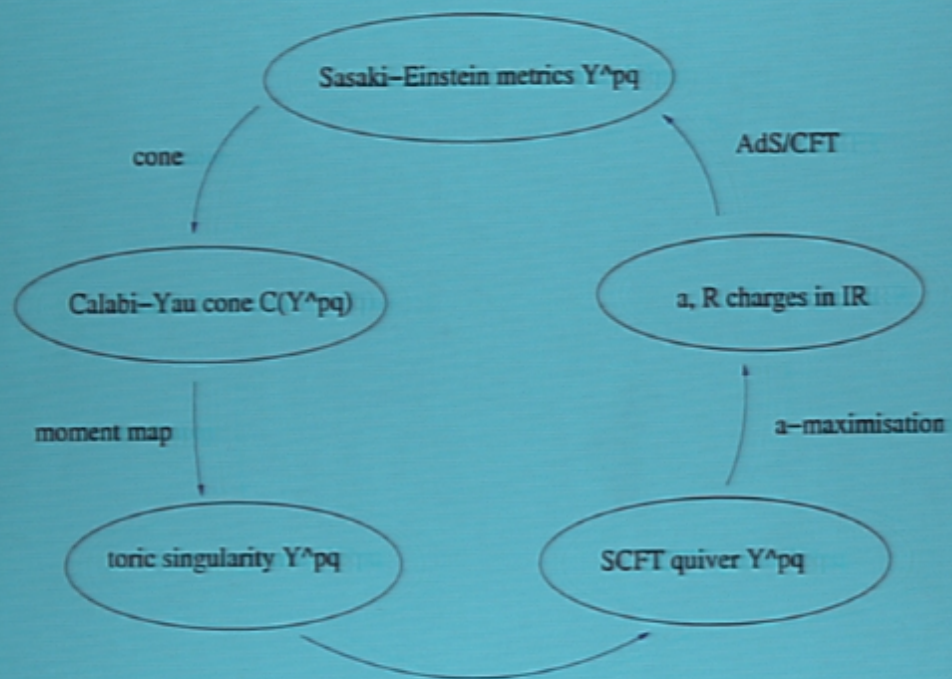 Sasaki–Einstein metrics Y^pq
cone
AdS/CFT
Calabi–Yau cone C(Y^pq)
a, R charges in IR
moment map
a–maximisation
toric singularity Y^pq
SCFT quiver Y^pq